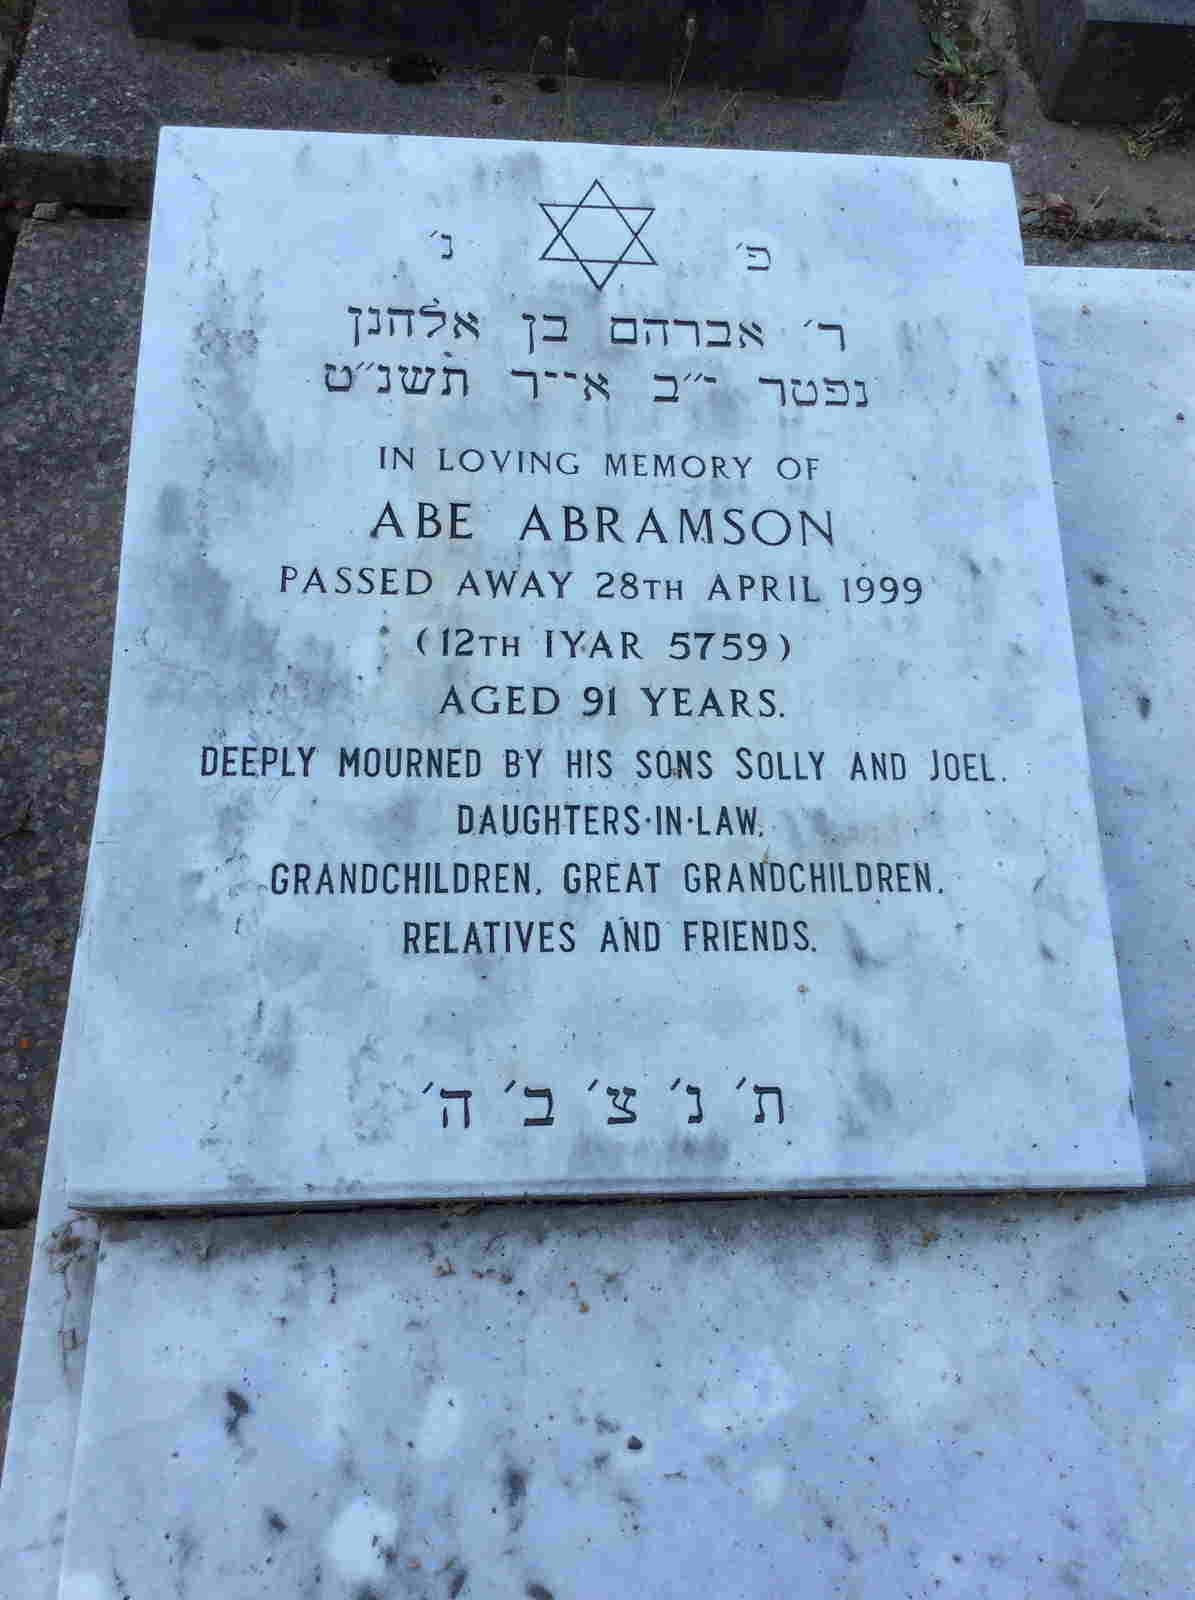 פ׳ נ׳
ר׳ אברהם בן אלחנן
נפטר י״ב אייר תשנ״ט
IN LOVING MEMORY OF
ABE ABRAMSON
PASSED AWAY 28TH APRIL 1999
(12TH IYAR 5759)
AGED 91 YEARS.
DEEPLY MOURNED BY HIS SONS SOLLY AND JOEL.
DAUGHTERS·IN·LAW,
GRANDCHILDREN, GREAT GRANDCHILDREN,
RELATIVES AND FRIENDS.
ת׳ נ׳ צ׳ ב׳ ה׳